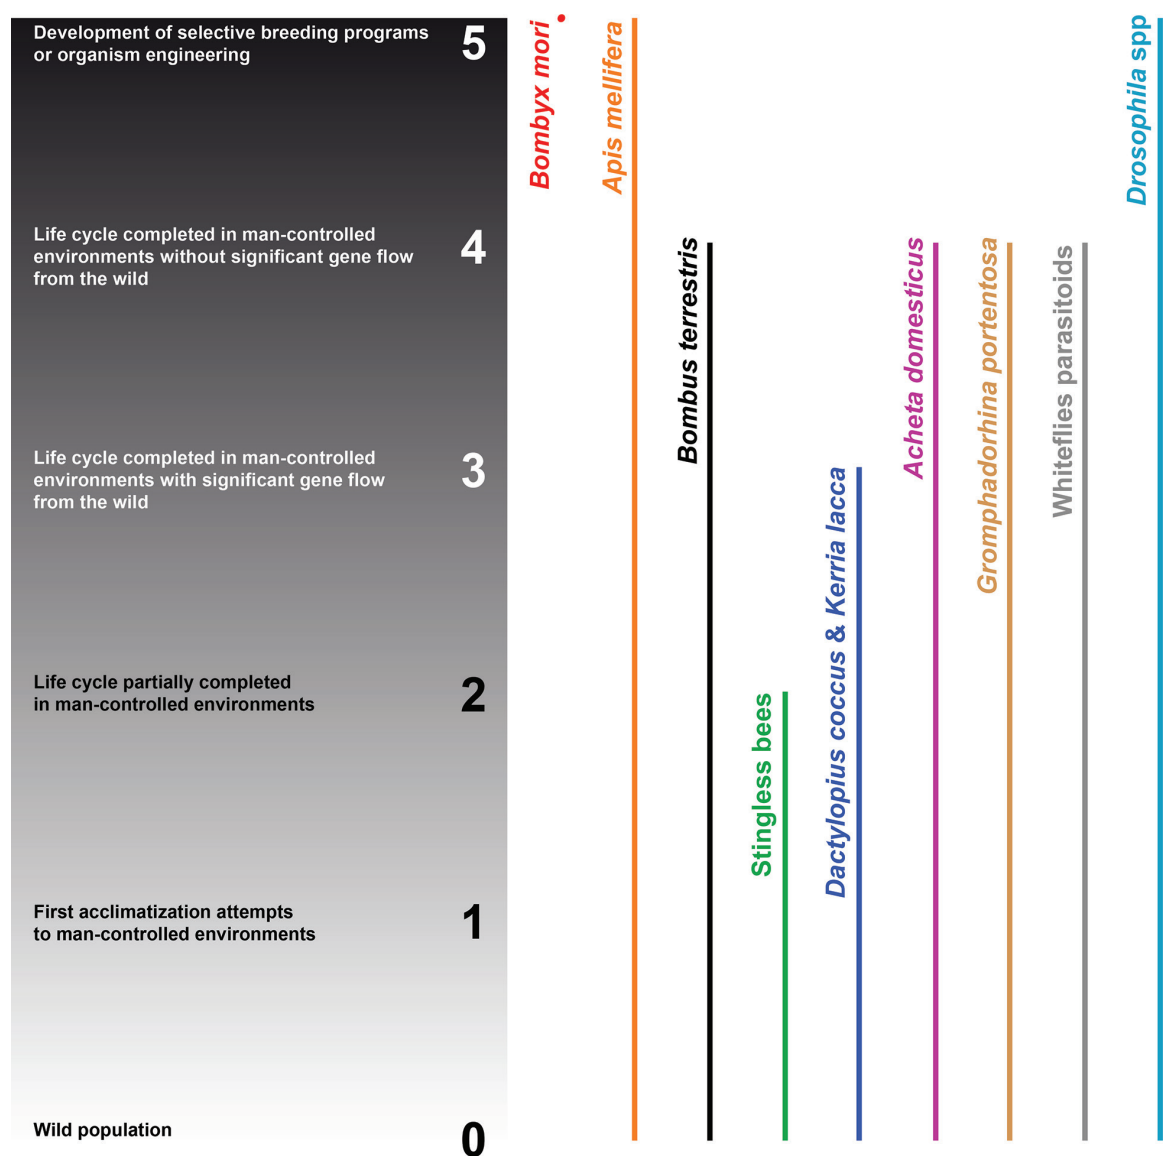 Development of selective breeding programs
or organism engineering
5
Life cycle completed in man-controlled
environments without significant gene flow
from the wild
4
Life cycle completed in man-controlled
environments with significant gene flow
from the wild
3
Life cycle partially completed
in man-controlled environments
2
First acclimatization attempts
to man-controlled environments
1
Wild population
0
Bombyx mori
Apis mellifera
Bombus terrestris
Stingless bees
Dactylopius coccus & Kerria lacca
Acheta domesticus
Gromphadorhina portentosa
Whiteflies parasitoids
Drosophila spp